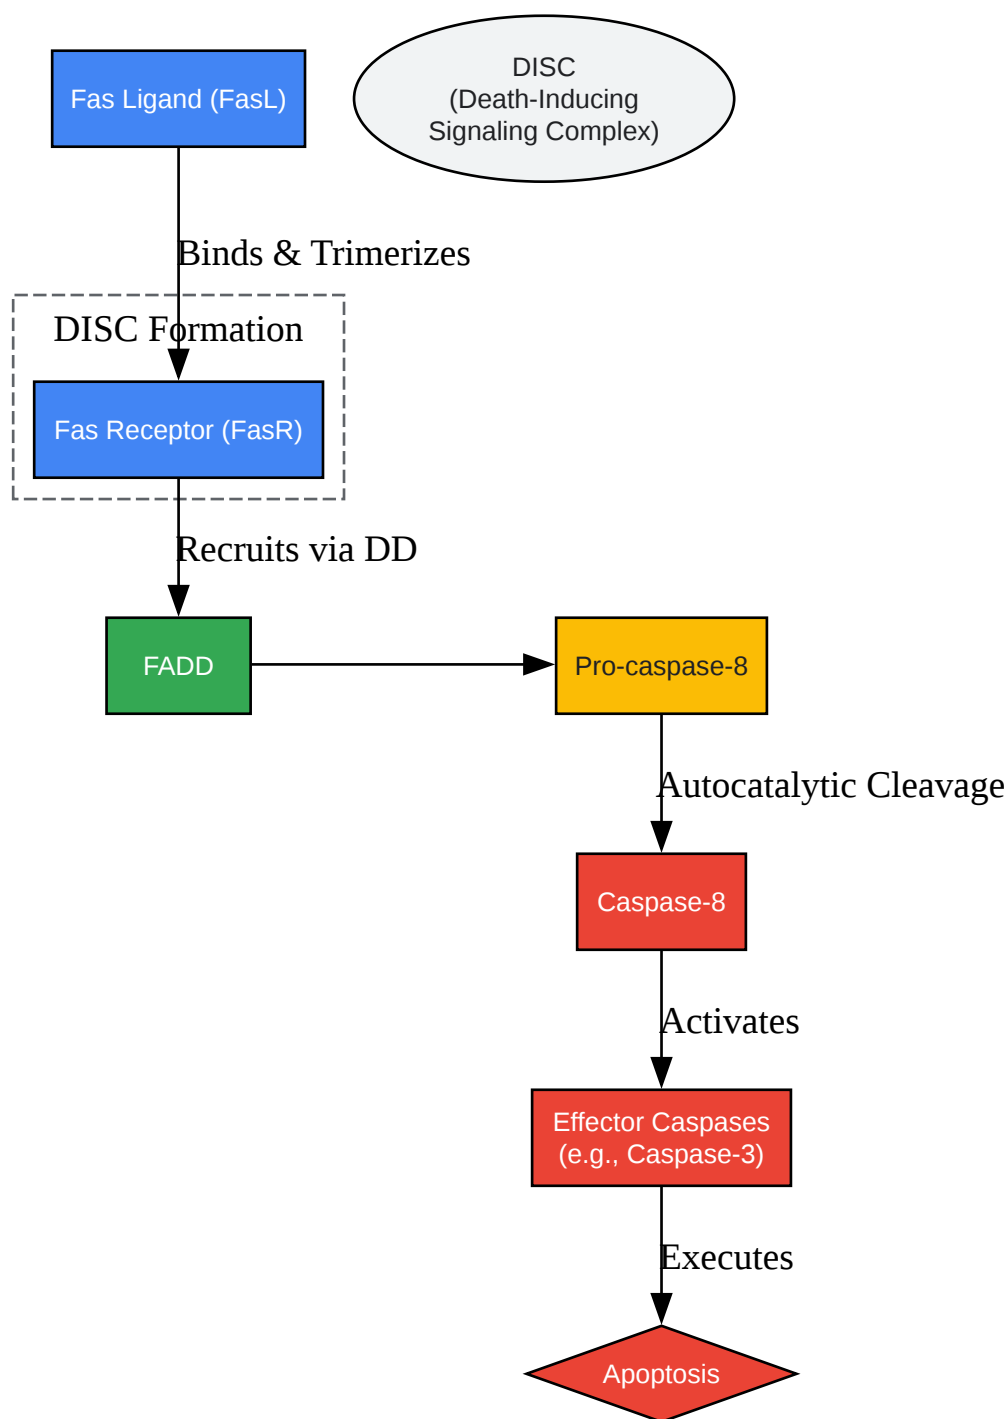 Fas Ligand (FasL)
DISC
(Death-Inducing
Signaling Complex)
Binds & Trimerizes
DISC Formation
Fas Receptor (FasR)
Recruits via DD
FADD
Pro-caspase-8
Autocatalytic Cleavage
Caspase-8
Activates
Effector Caspases
(e.g., Caspase-3)
Executes
Apoptosis